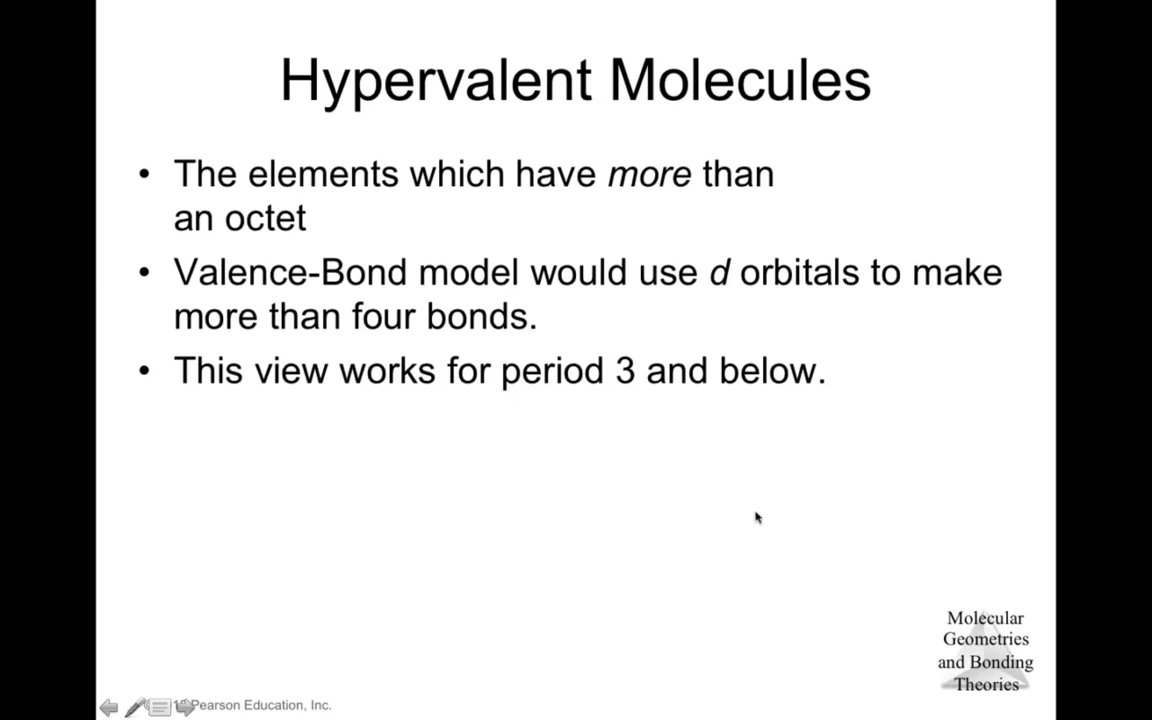 Hypervalent Molecules
• The elements which have more than
an octet
• Valence-Bond model would use d orbitals to make
more than four bonds.
• This view works for period 3 and below.
Molecular
Geometries
and Bonding
Theories
Pearson Education, Inc.